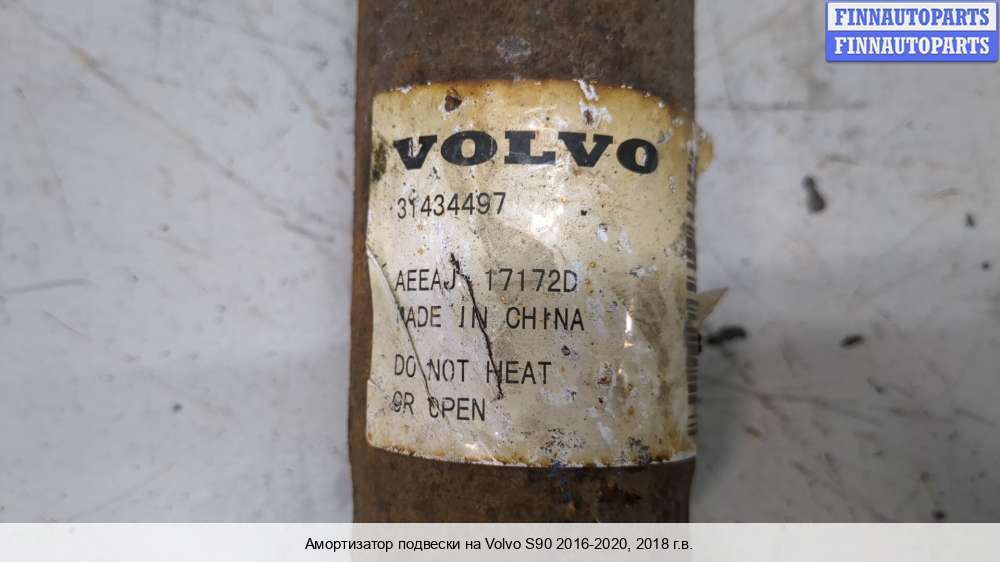 FINNAUTOPARTS
FINNAUTOPARTS
VOLVO
31434497
AEEAJ 17172D
MADE IN CHINA
DO NOT HEAT
OR OPEN
Амортизатор подвески на Volvo S90 2016-2020, 2018 г.в.